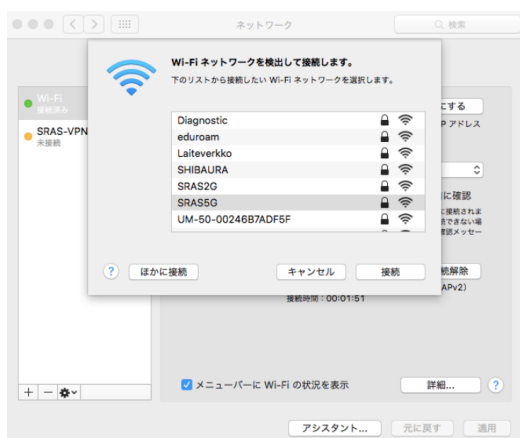 ネットワーク
検索
Wi-Fi ネットワークを検出して接続します。
下のリストから接続したい Wi-Fi ネットワークを選択します。
Wi-Fi
接続済み
SRAS-VPN
未接続
Diagnostic
eduroam
Laiteverkko
SHIBAURA
SRAS2G
SRAS5G
UM-50-00246B7ADF5F
にする
P アドレス
に確認
に接続されま
できない場
確認メッセー
?
ほかに接続
キャンセル
接続
続解除
APv2)
接続時間：00:01:51
メニューバーに Wi-Fi の状況を表示
詳細...
?
アシスタント...
元に戻す
適用